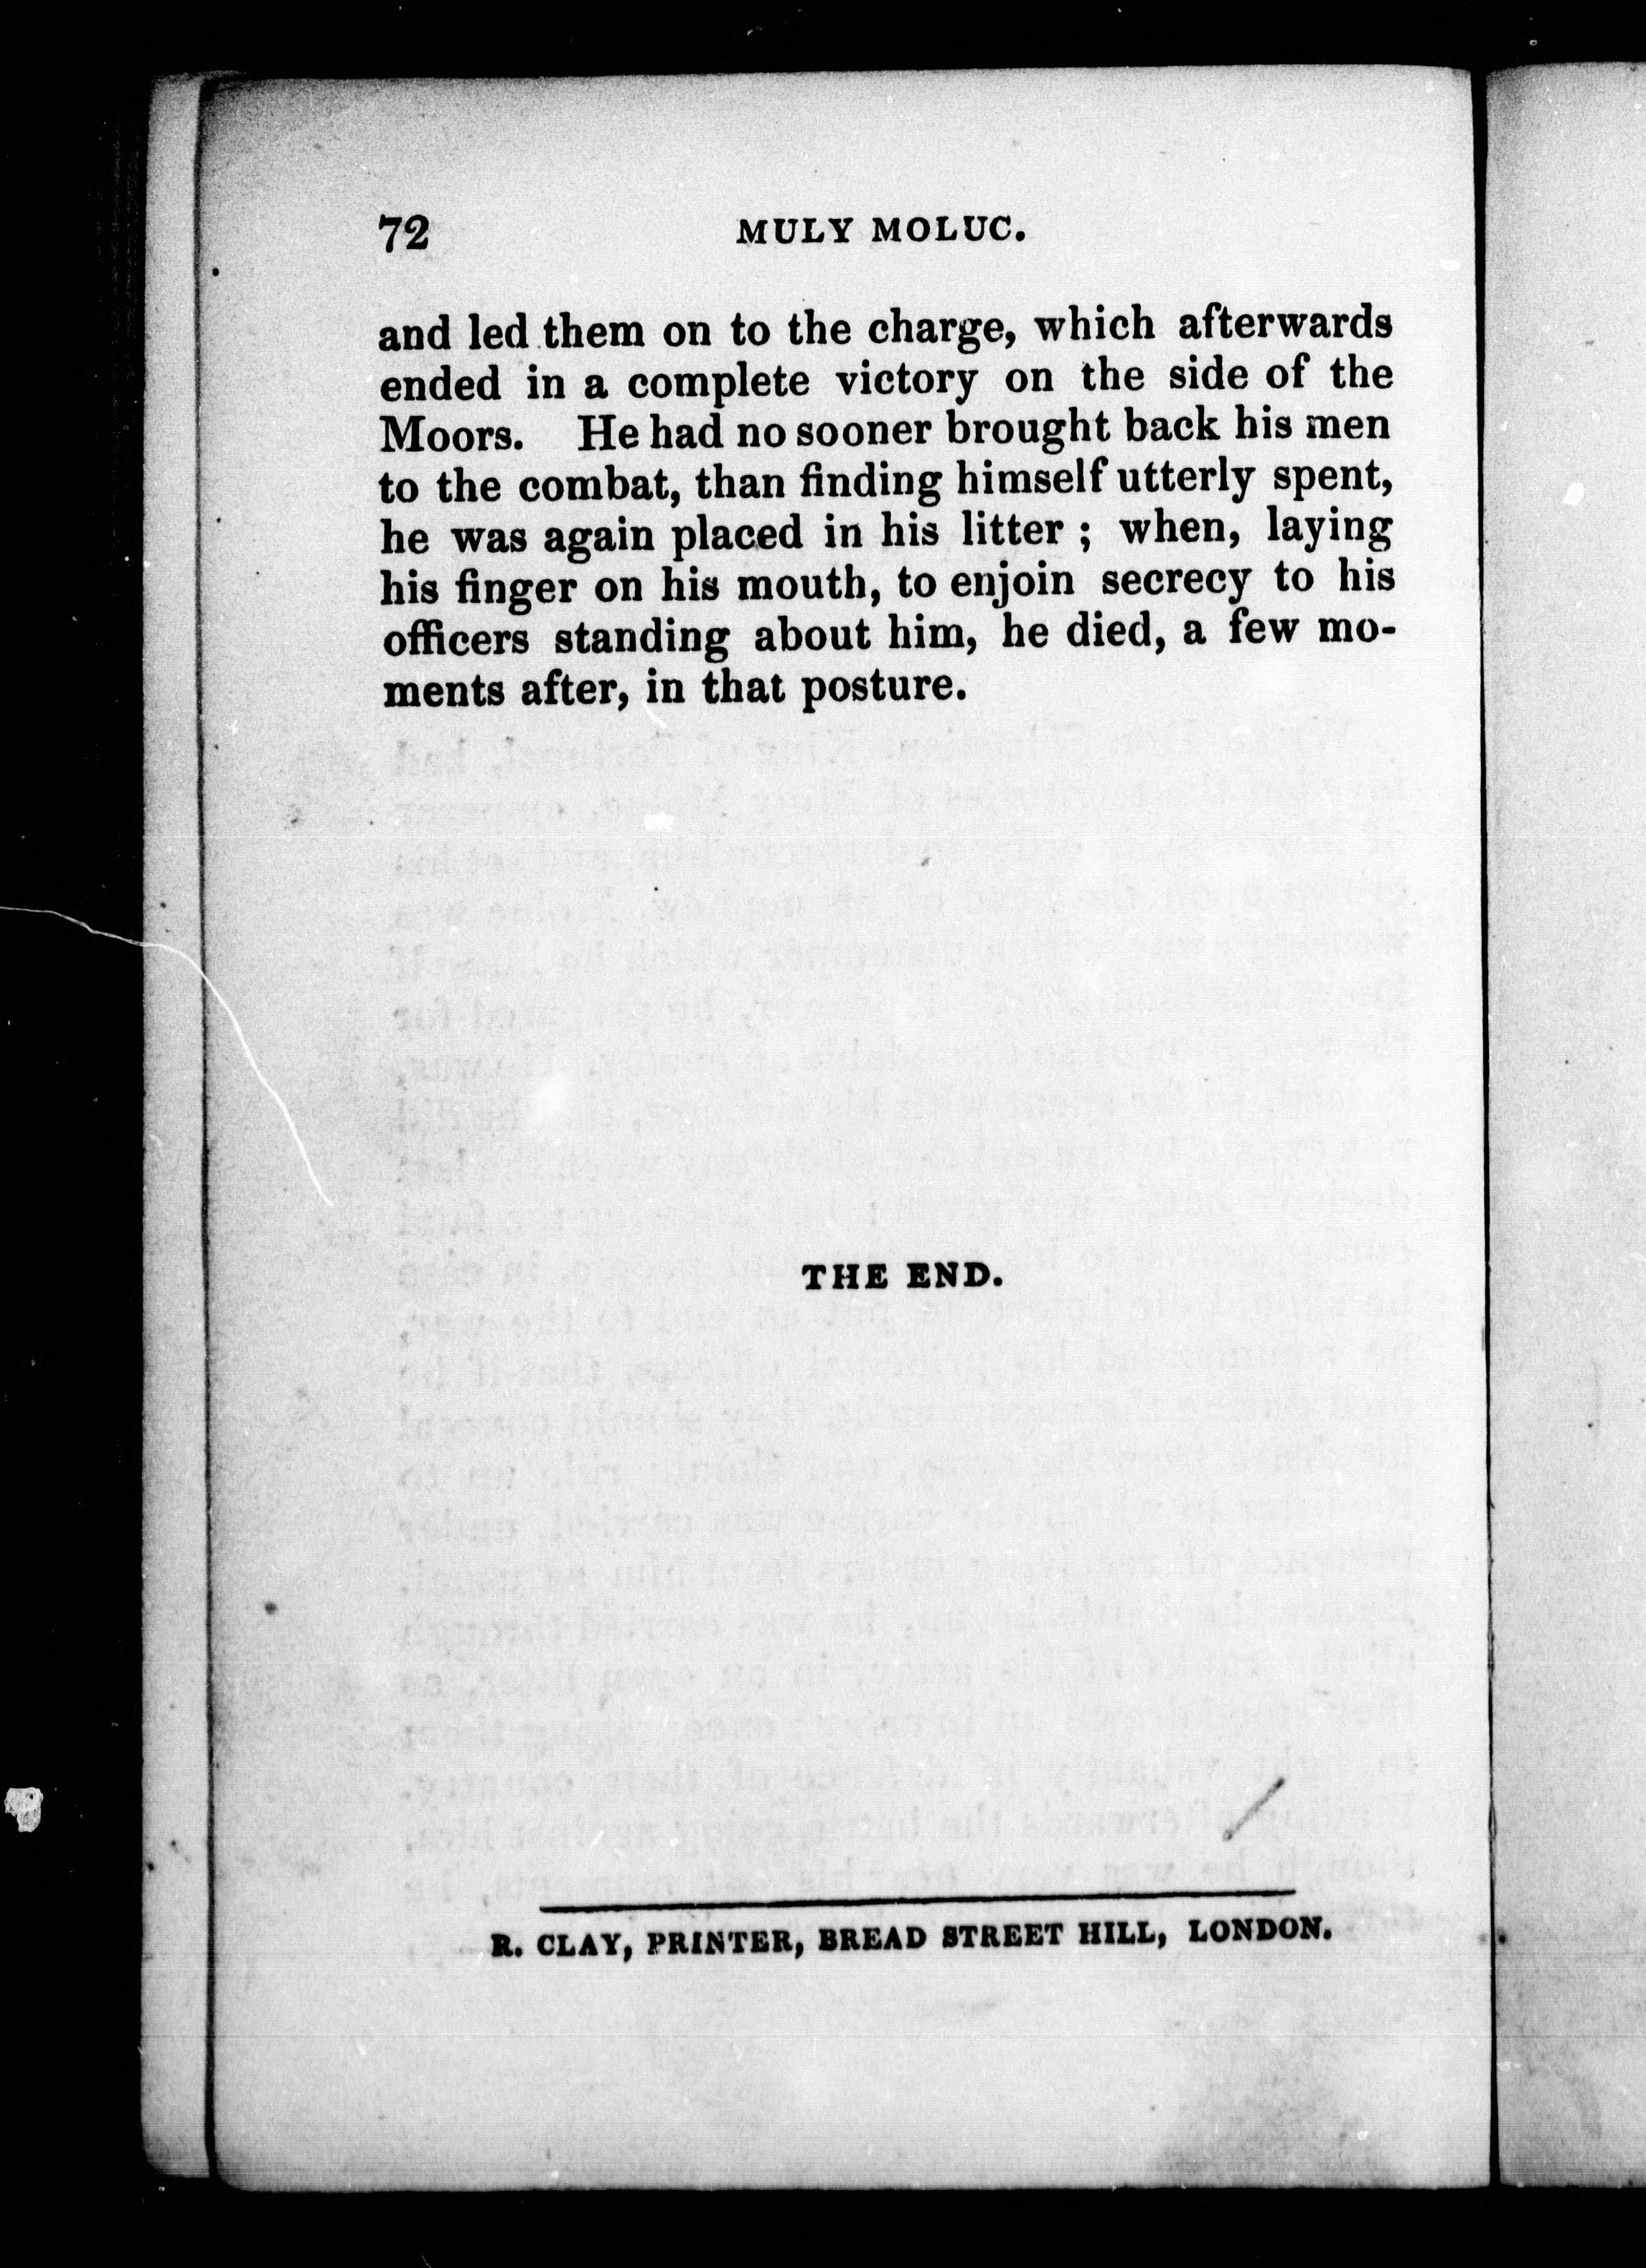 72 MULY MOLUC.
and led them on to the charge, which afterwards
ended in a complete victory on the side of the
Moors. He had no sooner brought back his men
to the combat, than finding himself utterly spent,
he was again placed in his litter ; when, laying
his finger on his mouth, to enjoin secrecy to his
officers standing about him, he died, a few mo-
ments after, in that posture.
THE END.
R. CLAY, PRINTER, BREAD STREET HILL, LONDON.